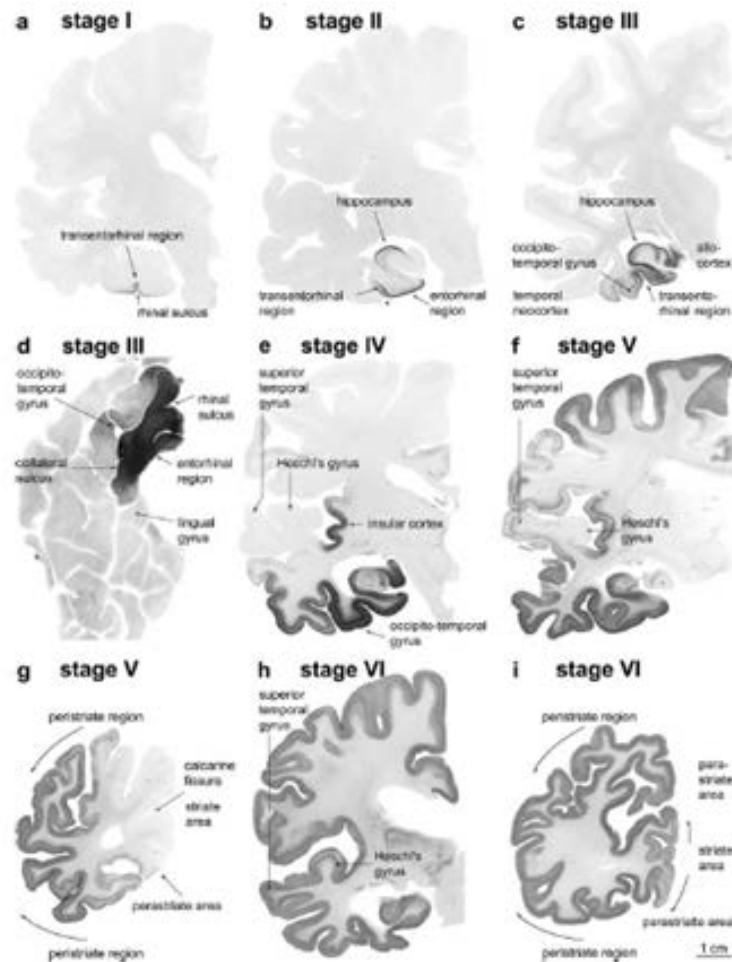 a stage I
b stage II
c stage III
transentorhinal region
rhinal sulcus
hippocampus
transentorhinal
region
entorhinal
region
hippocampus
occipito-
temporal gyrus
allo-
cortex
temporal
neocortex
transento-
rhinal region
d stage III
occipito-
temporal
gyrus
rhinal
sulcus
collateral
sulcus
entorhinal
region
lingual
gyrus
e stage IV
superior
temporal
gyrus
Heschl's gyrus
insular cortex
occipito-temporal
gyrus
f stage V
superior
temporal
gyrus
Heschl's
gyrus
g stage V
peristriate region
calcarine
fissure
striate
area
parastriate area
peristriate region
h stage VI
superior
temporal
gyrus
Heschl's
gyrus
i stage VI
peristriate region
para-
striate
area
striate
area
parastriate area
peristriate region
1 cm